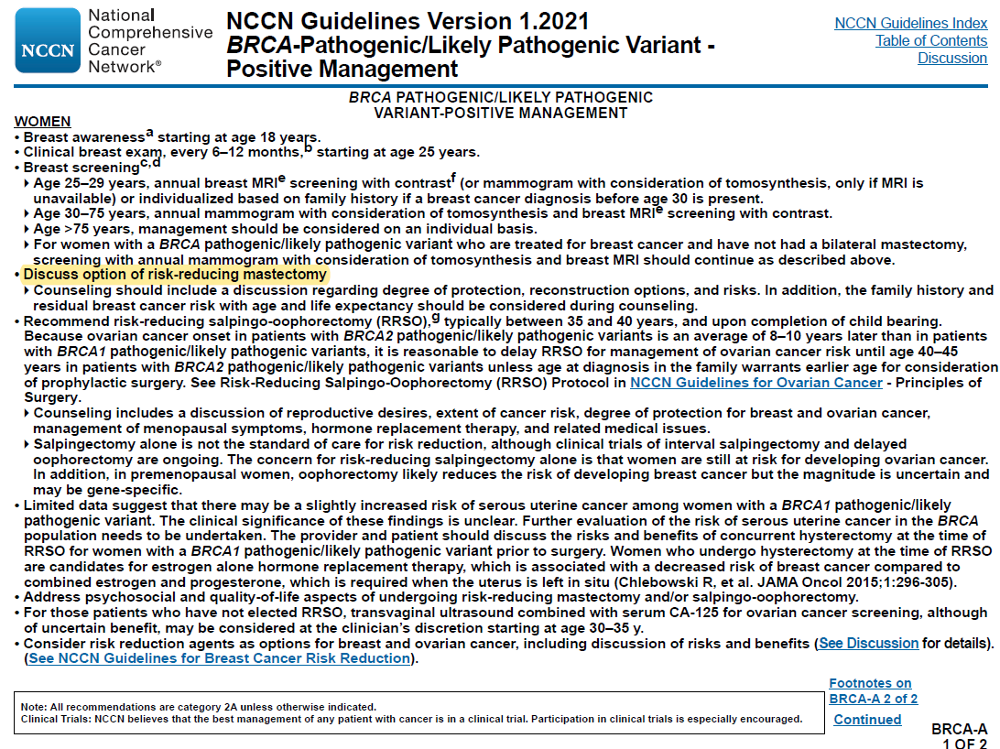 National
Comprehensive
NCCN Cancer
Network®
NCCN Guidelines Version 1.2021
BRCA-Pathogenic/Likely Pathogenic Variant -
Positive Management
NCCN Guidelines Index
Table of Contents
Discussion
BRCA PATHOGENIC/LIKELY PATHOGENIC
VARIANT-POSITIVE MANAGEMENT
WOMEN
• Breast awarenessa starting at age 18 years.
• Clinical breast exam, every 6–12 months,b starting at age 25 years.
• Breast screeningc,d
Age 25–29 years, annual breast MRIe screening with contrastf (or mammogram with consideration of tomosynthesis, only if MRI is
unavailable) or individualized based on family history if a breast cancer diagnosis before age 30 is present.
Age 30–75 years, annual mammogram with consideration of tomosynthesis and breast MRIe screening with contrast.
Age >75 years, management should be considered on an individual basis.
For women with a BRCA pathogenic/likely pathogenic variant who are treated for breast cancer and have not had a bilateral mastectomy,
screening with annual mammogram with consideration of tomosynthesis and breast MRI should continue as described above.
• Discuss option of risk-reducing mastectomy
Counseling should include a discussion regarding degree of protection, reconstruction options, and risks. In addition, the family history and
residual breast cancer risk with age and life expectancy should be considered during counseling.
• Recommend risk-reducing salpingo-oophorectomy (RRSO),g typically between 35 and 40 years, and upon completion of child bearing.
Because ovarian cancer onset in patients with BRCA2 pathogenic/likely pathogenic variants is an average of 8–10 years later than in patients
with BRCA1 pathogenic/likely pathogenic variants, it is reasonable to delay RRSO for management of ovarian cancer risk until age 40–45
years in patients with BRCA2 pathogenic/likely pathogenic variants unless age at diagnosis in the family warrants earlier age for consideration
of prophylactic surgery. See Risk-Reducing Salpingo-Oophorectomy (RRSO) Protocol in NCCN Guidelines for Ovarian Cancer - Principles of
Surgery.
Counseling includes a discussion of reproductive desires, extent of cancer risk, degree of protection for breast and ovarian cancer,
management of menopausal symptoms, hormone replacement therapy, and related medical issues.
Salpingectomy alone is not the standard of care for risk reduction, although clinical trials of interval salpingectomy and delayed
oophorectomy are ongoing. The concern for risk-reducing salpingectomy alone is that women are still at risk for developing ovarian cancer.
In addition, in premenopausal women, oophorectomy likely reduces the risk of developing breast cancer but the magnitude is uncertain and
may be gene-specific.
• Limited data suggest that there may be a slightly increased risk of serous uterine cancer among women with a BRCA1 pathogenic/likely
pathogenic variant. The clinical significance of these findings is unclear. Further evaluation of the risk of serous uterine cancer in the BRCA
population needs to be undertaken. The provider and patient should discuss the risks and benefits of concurrent hysterectomy at the time of
RRSO for women with a BRCA1 pathogenic/likely pathogenic variant prior to surgery. Women who undergo hysterectomy at the time of RRSO
are candidates for estrogen alone hormone replacement therapy, which is associated with a decreased risk of breast cancer compared to
combined estrogen and progesterone, which is required when the uterus is left in situ (Chlebowski R, et al. JAMA Oncol 2015;1:296-305).
• Address psychosocial and quality-of-life aspects of undergoing risk-reducing mastectomy and/or salpingo-oophorectomy.
• For those patients who have not elected RRSO, transvaginal ultrasound combined with serum CA-125 for ovarian cancer screening, although
of uncertain benefit, may be considered at the clinician's discretion starting at age 30–35 y.
• Consider risk reduction agents as options for breast and ovarian cancer, including discussion of risks and benefits (See Discussion for details).
(See NCCN Guidelines for Breast Cancer Risk Reduction).
Note: All recommendations are category 2A unless otherwise indicated.
Clinical Trials: NCCN believes that the best management of any patient with cancer is in a clinical trial. Participation in clinical trials is especially encouraged.
Footnotes on
BRCA-A 2 of 2
Continued
BRCA-A
1 OF 2